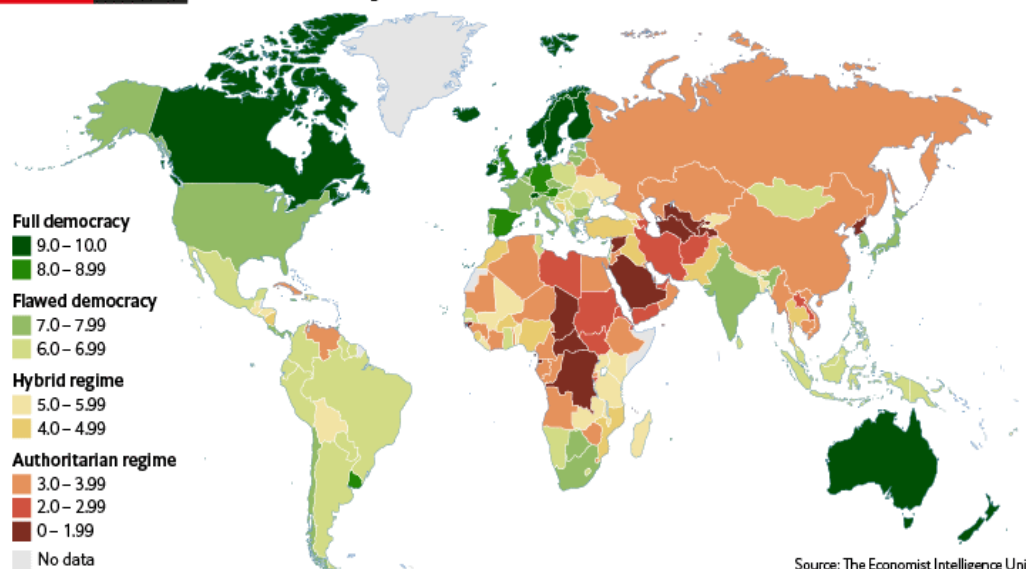 Full democracy
9.0 – 10.0
8.0 – 8.99
Flawed democracy
7.0 – 7.99
6.0 – 6.99
Hybrid regime
5.0 – 5.99
4.0 – 4.99
Authoritarian regime
3.0 – 3.99
2.0 – 2.99
0 – 1.99
No data
Source: The Economist Intelligence Uni